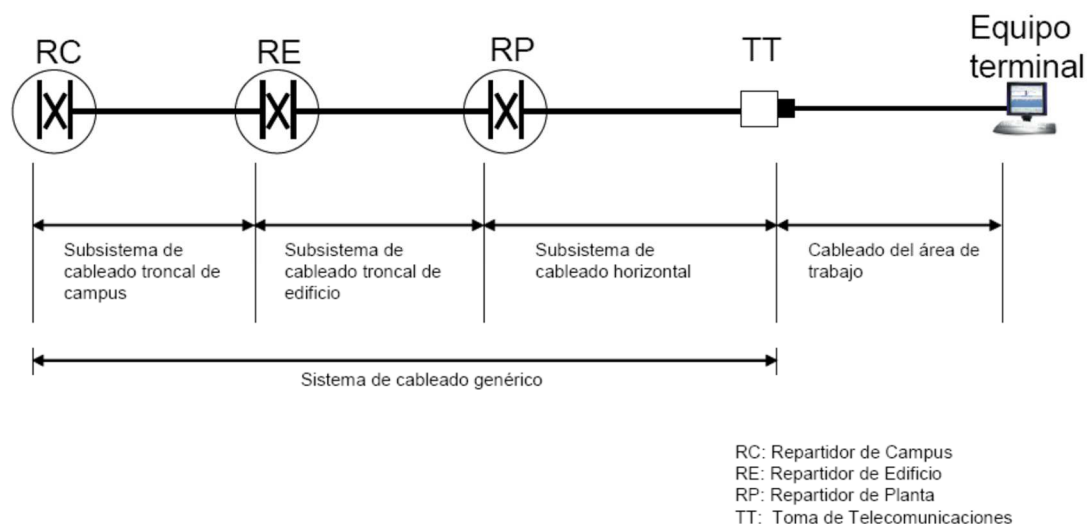 RC
RE
RP
TT
Equipo
terminal
Subsistema de
cableado troncal de
campus
Subsistema de
cableado troncal de
edificio
Subsistema de
cableado horizontal
Cableado del área de
trabajo
Sistema de cableado genérico
RC: Repartidor de Campus
RE: Repartidor de Edificio
RP: Repartidor de Planta
TT: Toma de Telecomunicaciones